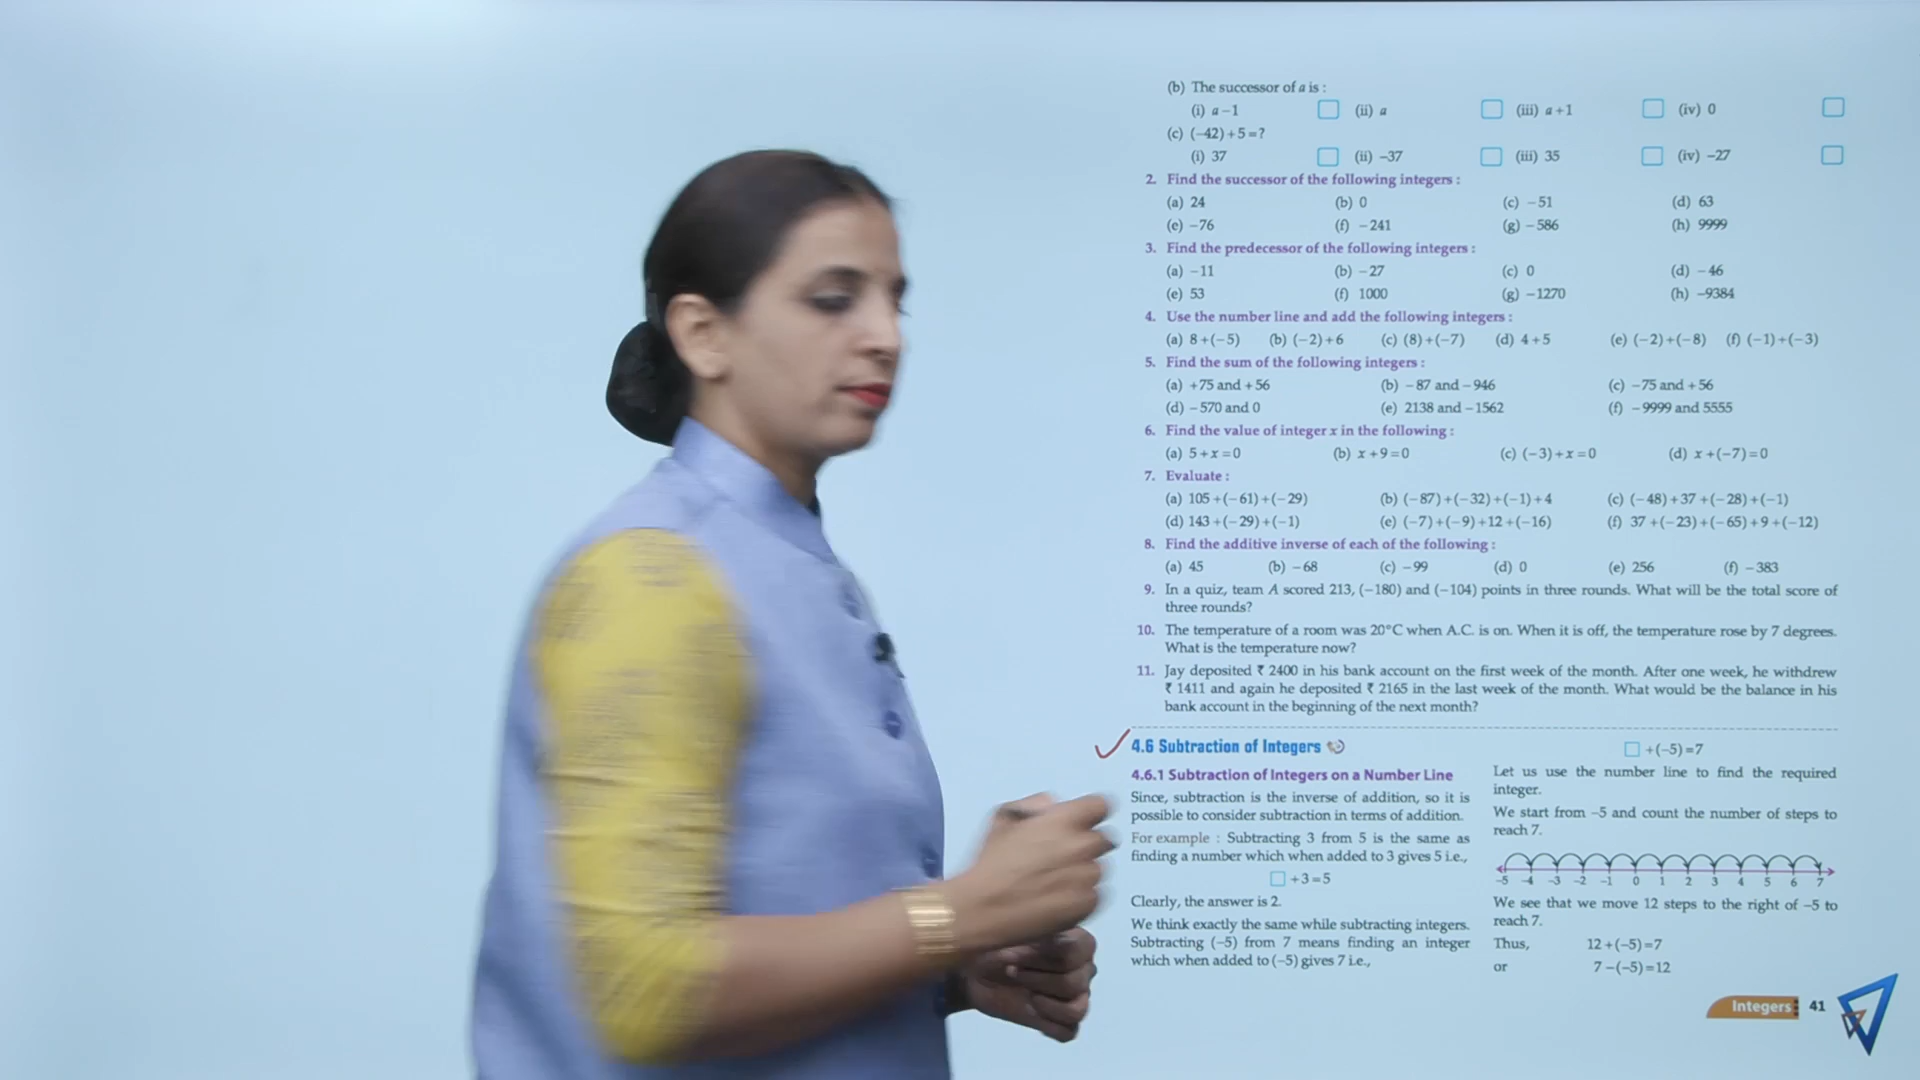 (b) The successor of a is :
(i) a−1 (ii) a (iii) a+1 (iv) 0
(c) (−42)+5=?
(i) 37 (ii) −37 (iii) 35 (iv) −27
2. Find the successor of the following integers :
(a) 24 (b) 0 (c) −51 (d) 63
(e) −76 (f) −241 (g) −586 (h) 9999
3. Find the predecessor of the following integers :
(a) −11 (b) −27 (c) 0 (d) −46
(e) 53 (f) 1000 (g) −1270 (h) −9384
4. Use the number line and add the following integers :
(a) 8+(−5) (b) (−2)+6 (c) (8)+(−7) (d) 4+5 (e) (−2)+(−8) (f) (−1)+(−3)
5. Find the sum of the following integers :
(a) +75 and +56 (b) −87 and −946 (c) −75 and +56
(d) −570 and 0 (e) 2138 and −1562 (f) −9999 and 5555
6. Find the value of integer x in the following :
(a) 5+x=0 (b) x+9=0 (c) (−3)+x=0 (d) x+(−7)=0
7. Evaluate :
(a) 105+(−61)+(−29) (b) (−87)+(−32)+(−1)+4 (c) (−48)+37+(−28)+(−1)
(d) 143+(−29)+(−1) (e) (−7)+(−9)+12+(−16) (f) 37+(−23)+(−65)+9+(−12)
8. Find the additive inverse of each of the following :
(a) 45 (b) −68 (c) −99 (d) 0 (e) 256 (f) −383
9. In a quiz, team A scored 213, (−180) and (−104) points in three rounds. What will be the total score of
three rounds?
10. The temperature of a room was 20°C when A.C. is on. When it is off, the temperature rose by 7 degrees.
What is the temperature now?
11. Jay deposited ₹ 2400 in his bank account on the first week of the month. After one week, he withdrew
₹ 1411 and again he deposited ₹ 2165 in the last week of the month. What would be the balance in his
bank account in the beginning of the next month?
4.6 Subtraction of Integers
4.6.1 Subtraction of Integers on a Number Line
Since, subtraction is the inverse of addition, so it is
possible to consider subtraction in terms of addition.
For example : Subtracting 3 from 5 is the same as
finding a number which when added to 3 gives 5 i.e.,
□ +3=5
Clearly, the answer is 2.
We think exactly the same while subtracting integers.
Subtracting (−5) from 7 means finding an integer
which when added to (−5) gives 7 i.e.,
□ +(−5)=7
Let us use the number line to find the required
integer.
We start from −5 and count the number of steps to
reach 7.
-5 -4 -3 -2 -1 0 1 2 3 4 5 6 7
We see that we move 12 steps to the right of −5 to
reach 7.
Thus, 12+(−5)=7
or 7−(−5)=12
Integers 41